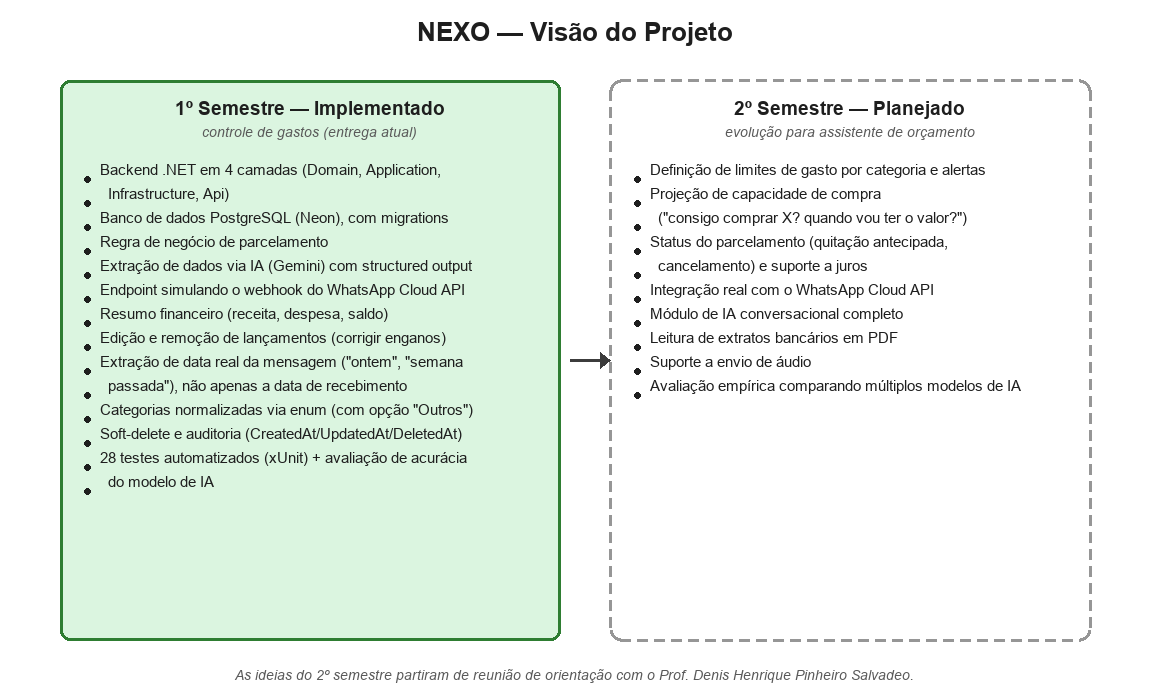 NEXO — Visão do Projeto
1º Semestre — Implementado
controle de gastos (entrega atual)
• Backend .NET em 4 camadas (Domain, Application,
• Infrastructure, Api)
• Banco de dados PostgreSQL (Neon), com migrations
• Regra de negócio de parcelamento
• Extração de dados via IA (Gemini) com structured output
• Endpoint simulando o webhook do WhatsApp Cloud API
• Resumo financeiro (receita, despesa, saldo)
• Edição e remoção de lançamentos (corrigir enganos)
• Extração de data real da mensagem ("ontem", "semana
• passada"), não apenas a data de recebimento
• Categorias normalizadas via enum (com opção "Outros")
• Soft-delete e auditoria (CreatedAt/UpdatedAt/DeletedAt)
• 28 testes automatizados (xUnit) + avaliação de acurácia
• do modelo de IA
2º Semestre — Planejado
evolução para assistente de orçamento
• Definição de limites de gasto por categoria e alertas
• Projeção de capacidade de compra
• ("consigo comprar X? quando vou ter o valor?")
• Status do parcelamento (quitação antecipada,
• cancelamento) e suporte a juros
• Integração real com o WhatsApp Cloud API
• Módulo de IA conversacional completo
• Leitura de extratos bancários em PDF
• Suporte a envio de áudio
• Avaliação empírica comparando múltiplos modelos de IA
As ideias do 2º semestre partiram de reunião de orientação com o Prof. Denis Henrique Pinheiro Salvadeo.